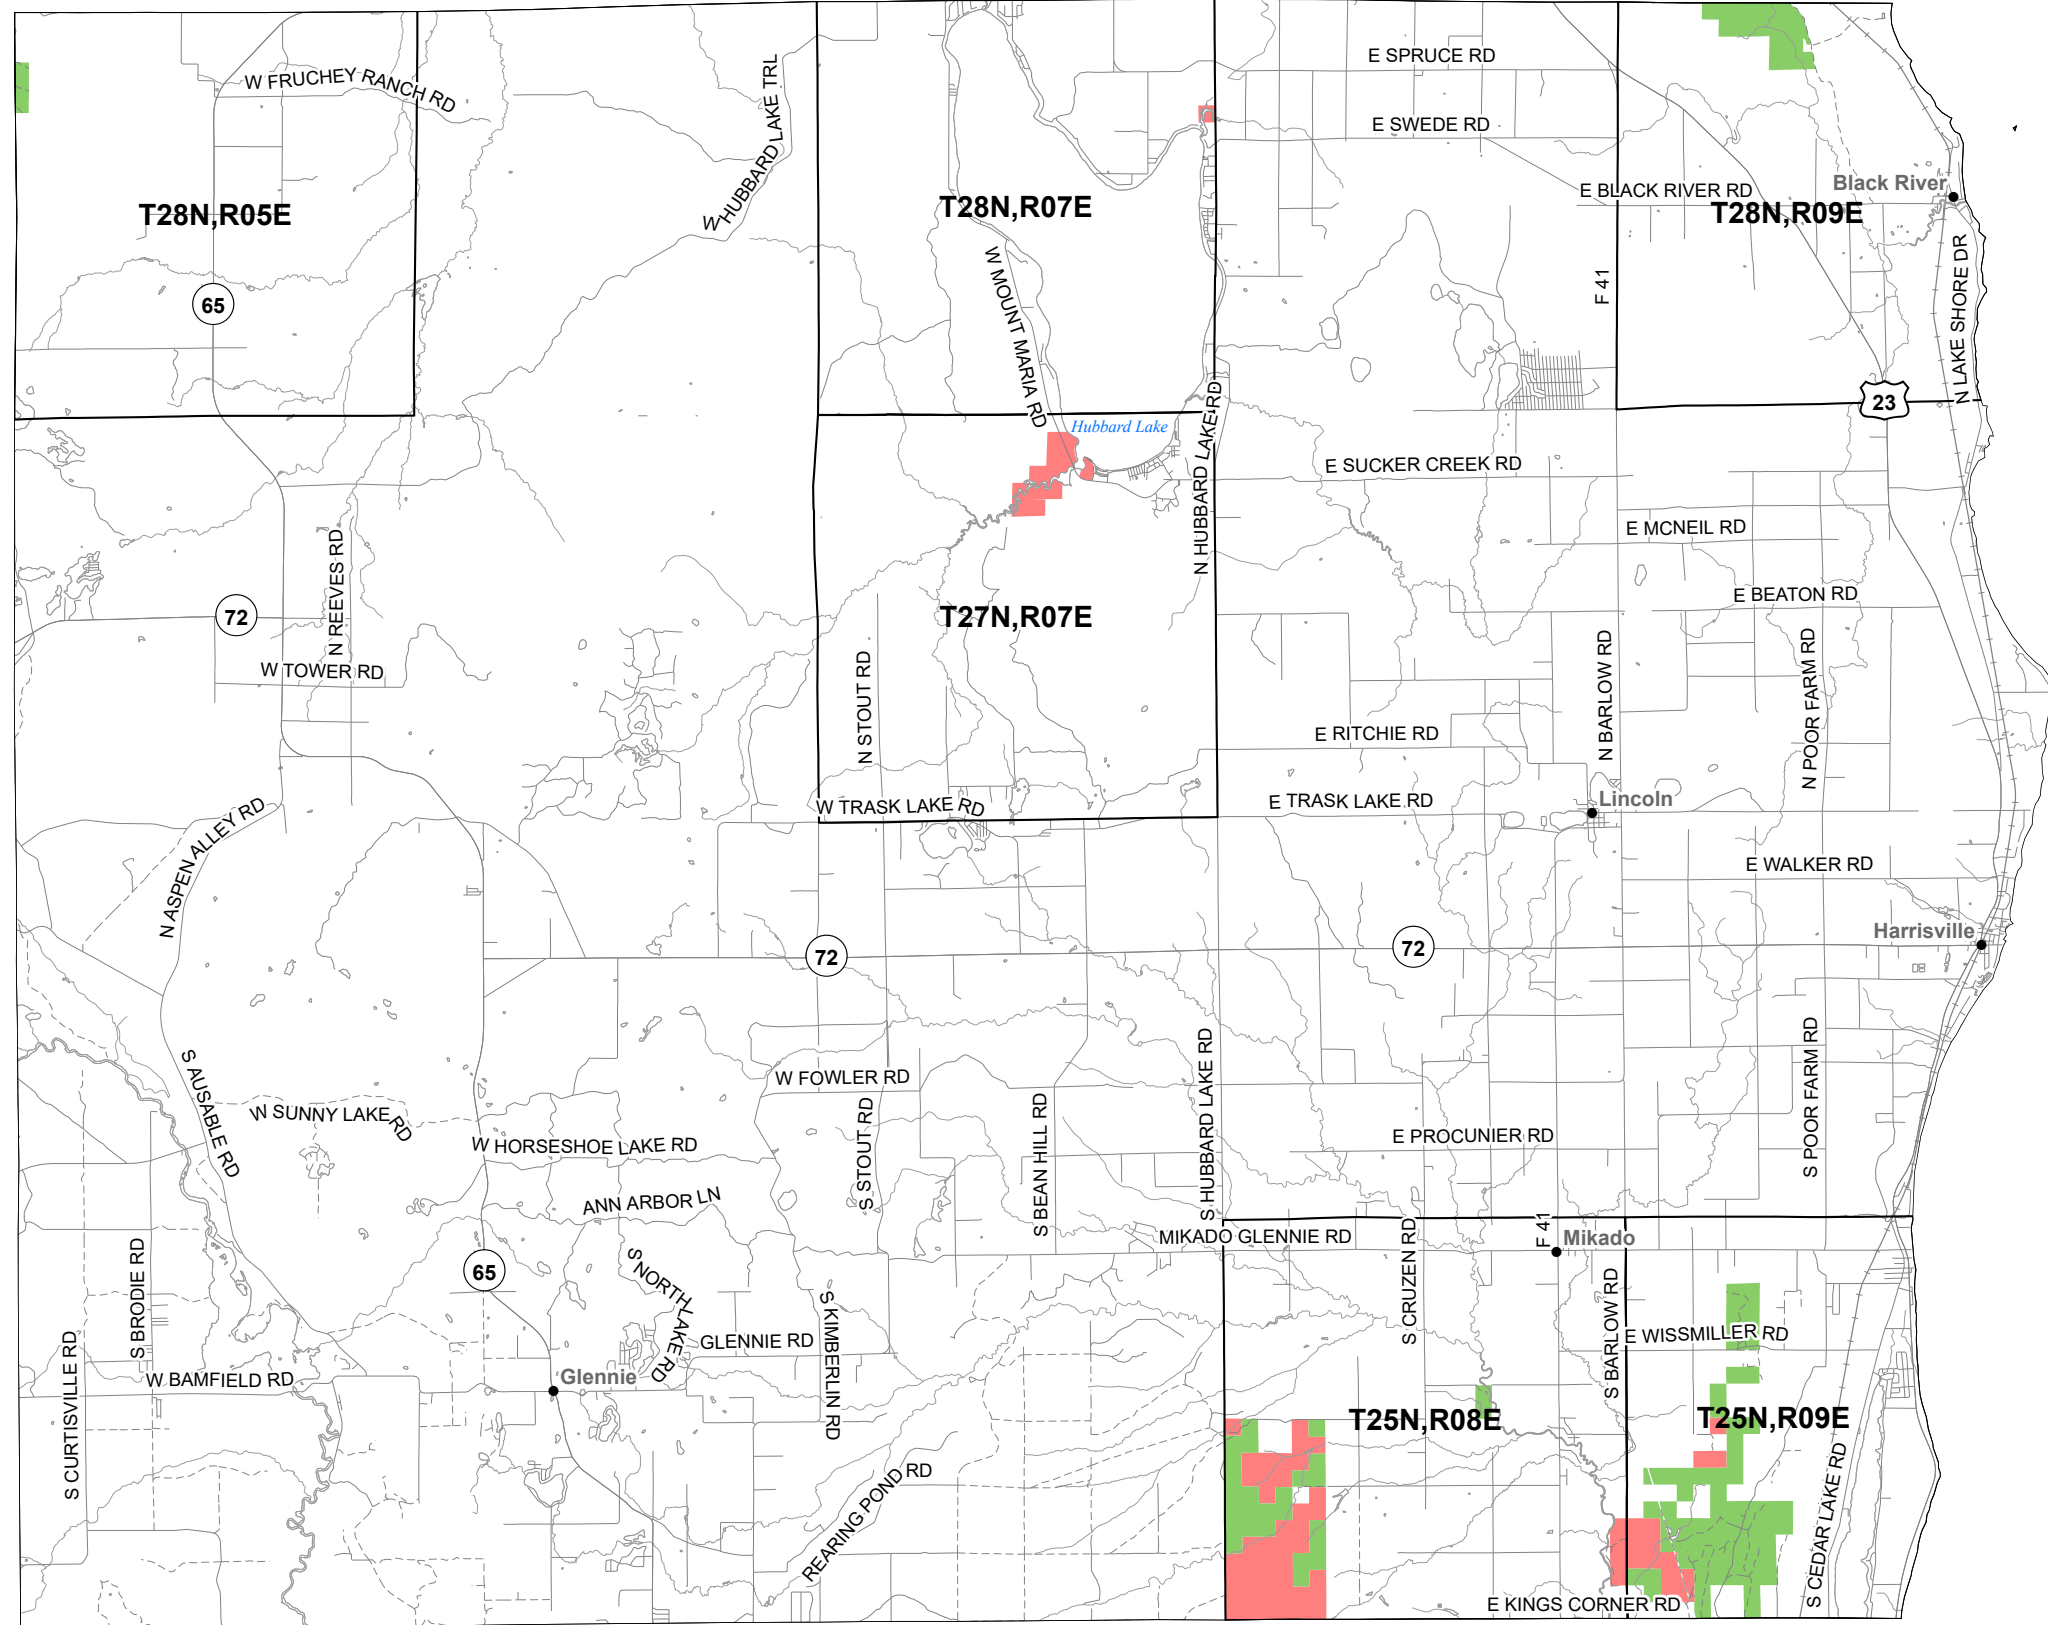 E SPRUCE RD
W FRUCHEY RANCH RD
W HUBBARD LAKE TRL
E SWEDE RD
E BLACK RIVER RD
Black River
T28N,R05E
T28N,R07E
T28N,R09E
65
W MOUNT MARIA RD
F 41
N LAKE SHORE DR
23
Hubbard Lake
N HUBBARD LAKE RD
E SUCKER CREEK RD
E MCNEIL RD
N REEVES RD
E BEATON RD
72
T27N,R07E
W TOWER RD
N STOUT RD
N BARLOW RD
N POOR FARM RD
E RITCHIE RD
N ASPEN ALLEY RD
W TRASK LAKE RD
E TRASK LAKE RD
Lincoln
E WALKER RD
Harrisville
72
72
S AUSABLE RD
W FOWLER RD
S HUBBARD LAKE RD
S POOR FARM RD
W SUNNY LAKE RD
S STOUT RD
S BEAN HILL RD
W HORSESHOE LAKE RD
E PROCUNIER RD
ANN ARBOR LN
MIKADO GLENNIE RD
S CRUZEN RD
F 41
Mikado
S BRODIE RD
65
S NORTH LAKE RD
S KIMBERLIN RD
S BARLOW RD
E WISSMILLER RD
S CURTISVILLE RD
GLENNIE RD
W BAMFIELD RD
Glennie
T25N,R08E
T25N,R09E
REARING POND RD
S CEDAR LAKE RD
E KINGS CORNER RD